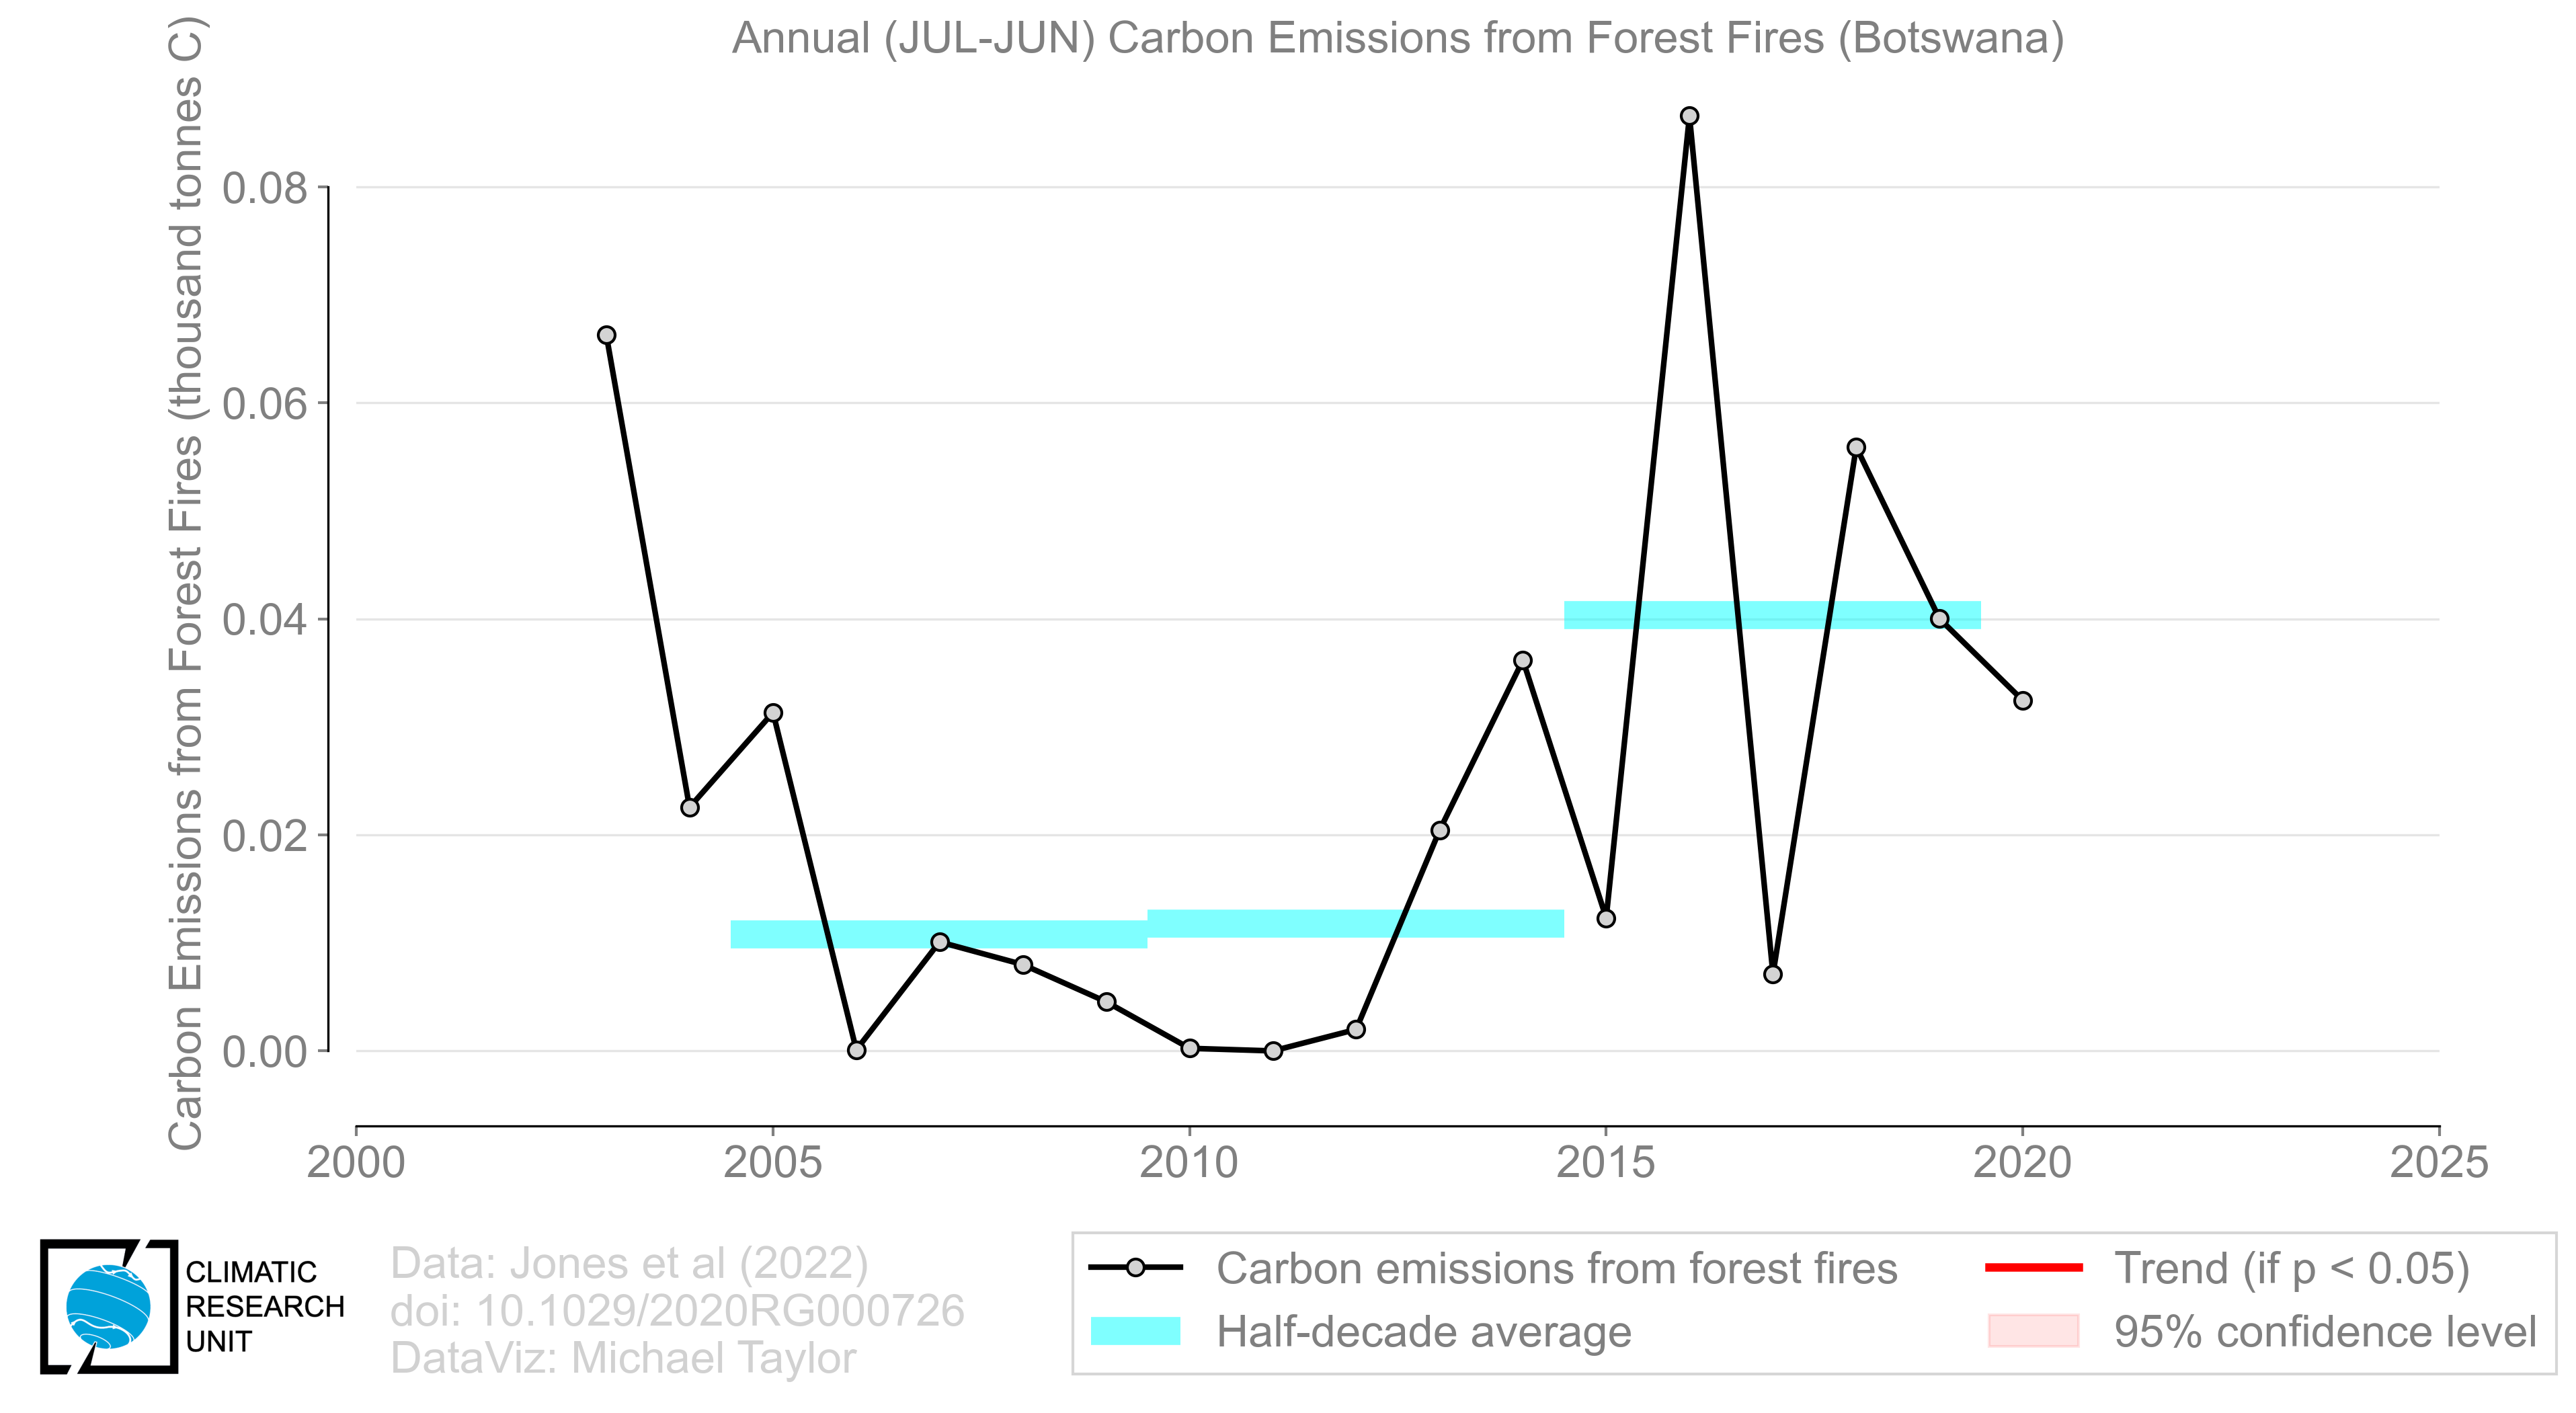 Annual (JUL-JUN) Carbon Emissions from Forest Fires (Botswana)
Carbon Emissions from Forest Fires (thousand tonnes C)
0.08
0.06
0.04
0.02
0.00
2000 2005 2010 2015 2020 2025
CLIMATIC
RESEARCH
UNIT
Data: Jones et al (2022)
doi: 10.1029/2020RG000726
DataViz: Michael Taylor
Carbon emissions from forest fires
Half-decade average
Trend (if p < 0.05)
95% confidence level